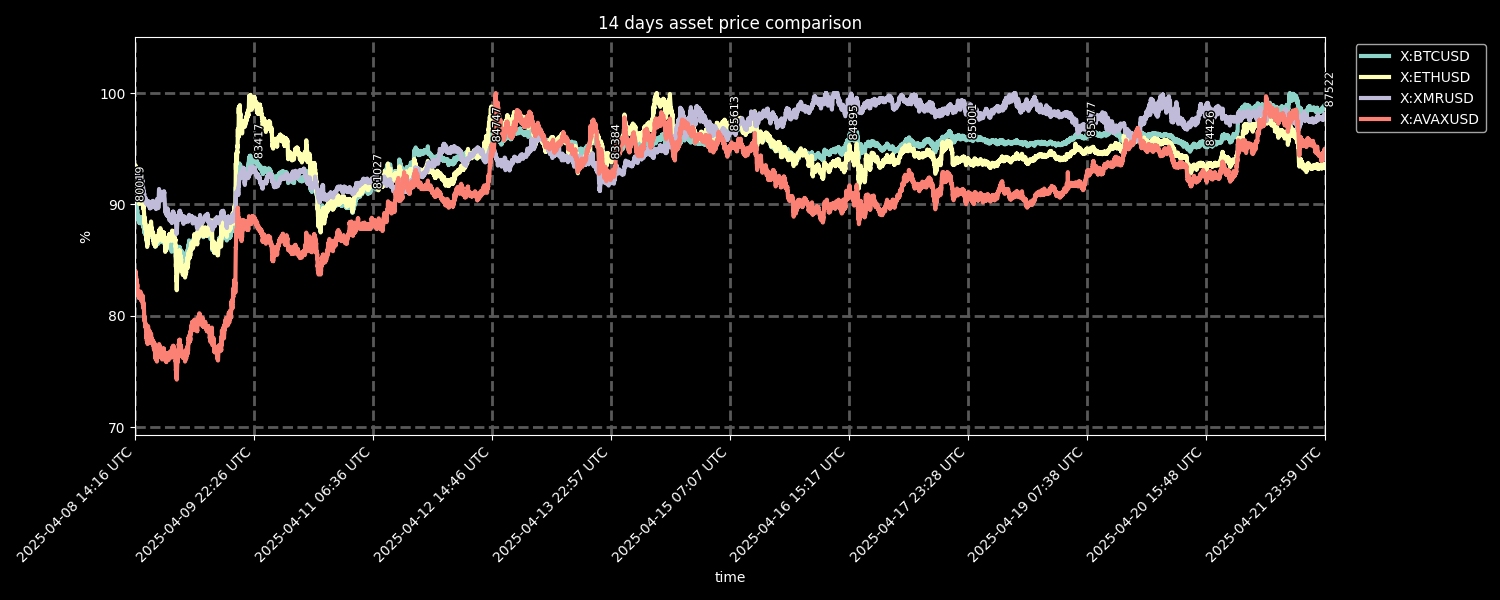 14 days asset price comparison
X:BTCUSD
X:ETHUSD
X:XMRUSD
X:AVAXUSD
100
90
80
70
%
80019
83417
81027
84747
83384
85613
84895
85001
85177
84426
87522
2025-04-08 14:16 UTC
2025-04-09 22:26 UTC
2025-04-11 06:36 UTC
2025-04-12 14:46 UTC
2025-04-13 22:57 UTC
2025-04-15 07:07 UTC
2025-04-16 15:17 UTC
2025-04-17 23:28 UTC
2025-04-19 07:38 UTC
2025-04-20 15:48 UTC
2025-04-21 23:59 UTC
time